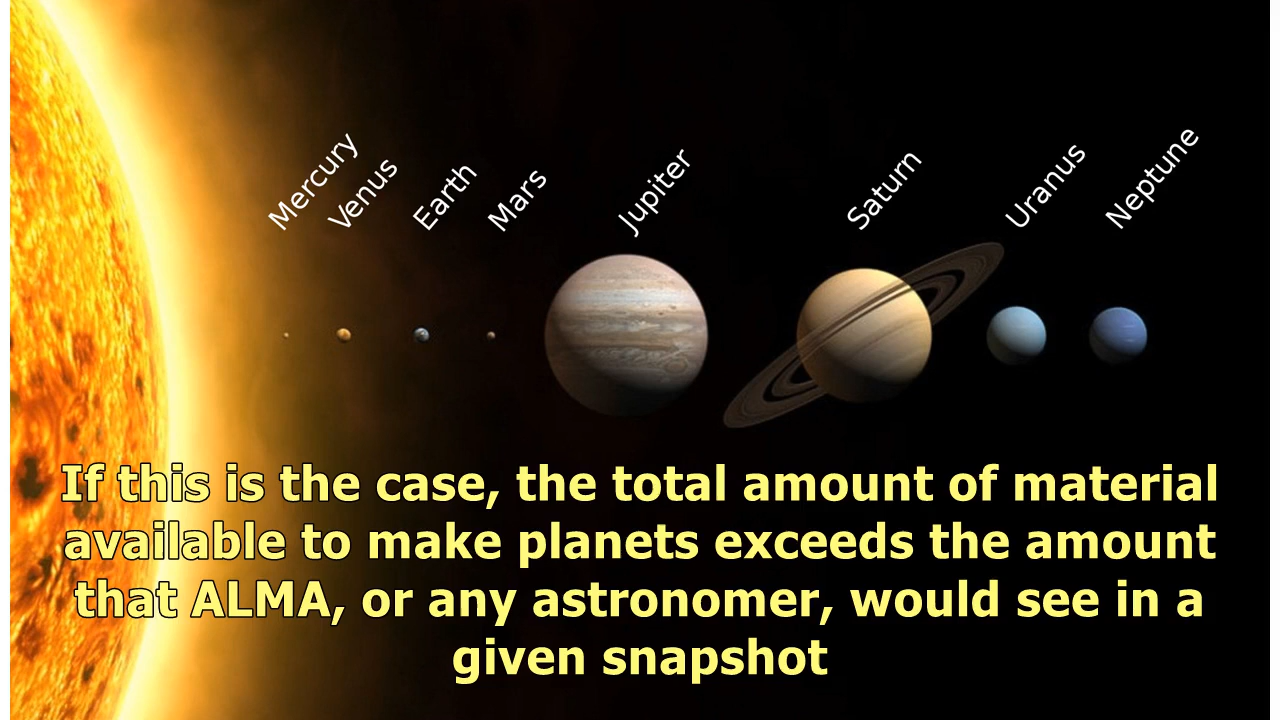 Mercury
Venus
Earth
Mars
Jupiter
Saturn
Uranus
Neptune
If this is the case, the total amount of material
available to make planets exceeds the amount
that ALMA, or any astronomer, would see in a
given snapshot